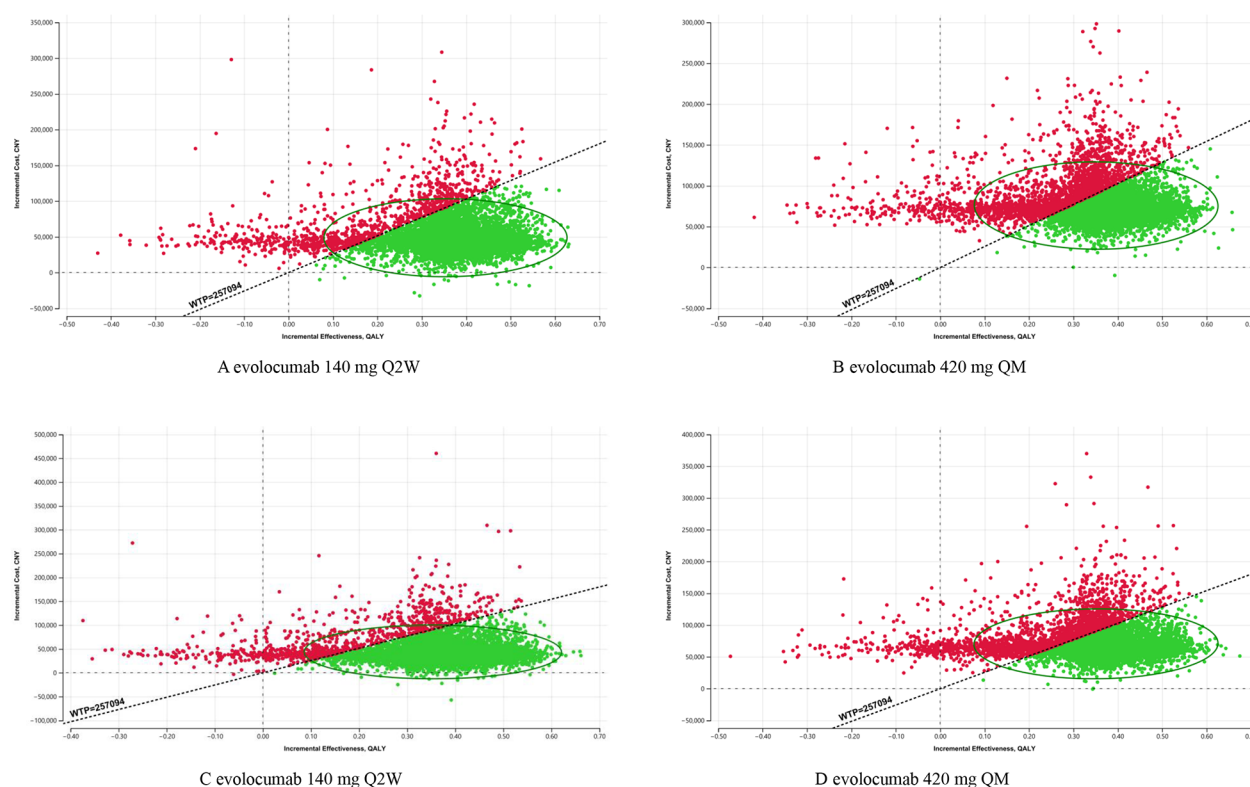 350,000
300,000
250,000
200,000
150,000
100,000
50,000
0
−50,000
Incremental Cost, CNY
WTP=257094
−0.50 −0.40 −0.30 −0.20 −0.10 0.00 0.10 0.20 0.30 0.40 0.50 0.60 0.70
Incremental Effectiveness, QALY
A evolocumab 140 mg Q2W
300,000
250,000
200,000
150,000
100,000
50,000
0
−50,000
Incremental Cost, CNY
WTP=257094
−0.50 −0.40 −0.30 −0.20 −0.10 0.00 0.10 0.20 0.30 0.40 0.50 0.60
Incremental Effectiveness, QALY
B evolocumab 420 mg QM
500,000
450,000
400,000
350,000
300,000
250,000
200,000
150,000
100,000
50,000
0
−50,000
−100,000
Incremental Cost, CNY
WTP=257094
−0.40 −0.30 −0.20 −0.10 0.00 0.10 0.20 0.30 0.40 0.50 0.60 0.70
Incremental Effectiveness, QALY
C evolocumab 140 mg Q2W
400,000
350,000
300,000
250,000
200,000
150,000
100,000
50,000
0
−50,000
Incremental Cost, CNY
WTP=257094
−0.50 −0.40 −0.30 −0.20 −0.10 0.00 0.10 0.20 0.30 0.40 0.50 0.60
Incremental Effectiveness, QALY
D evolocumab 420 mg QM